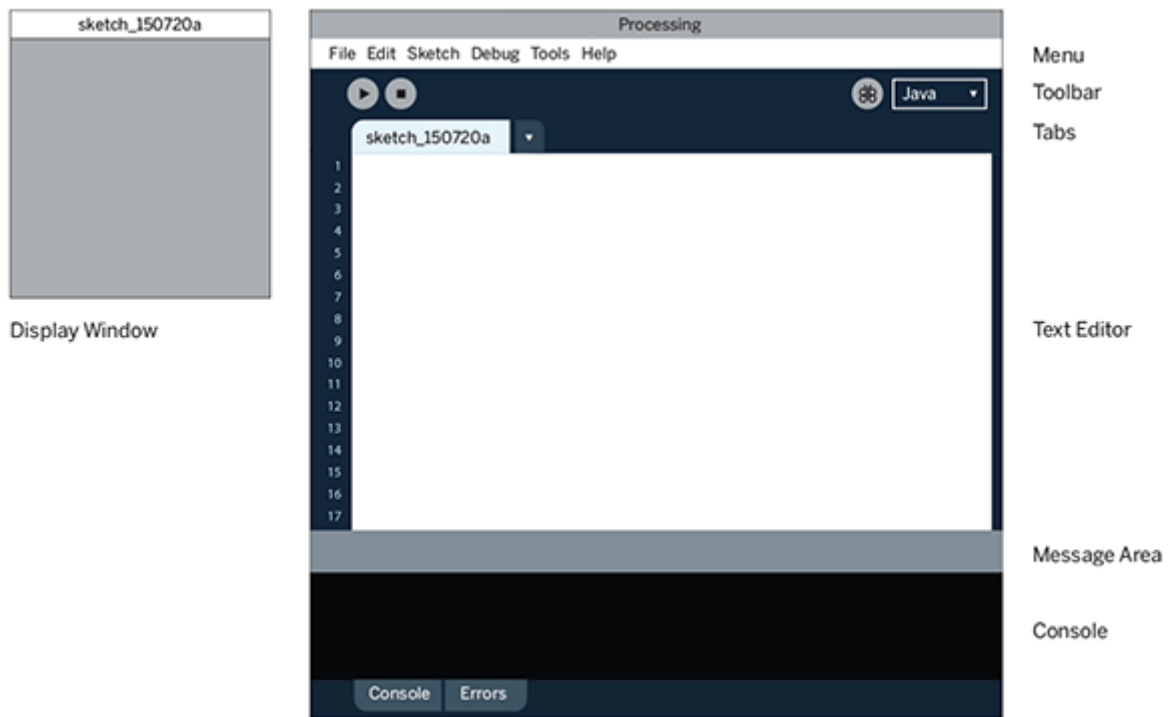 sketch_150720a
Display Window
Processing
File Edit Sketch Debug Tools Help
Java
sketch_150720a
1
2
3
4
5
6
7
8
9
10
11
12
13
14
15
16
17
Console Errors
Menu
Toolbar
Tabs
Text Editor
Message Area
Console